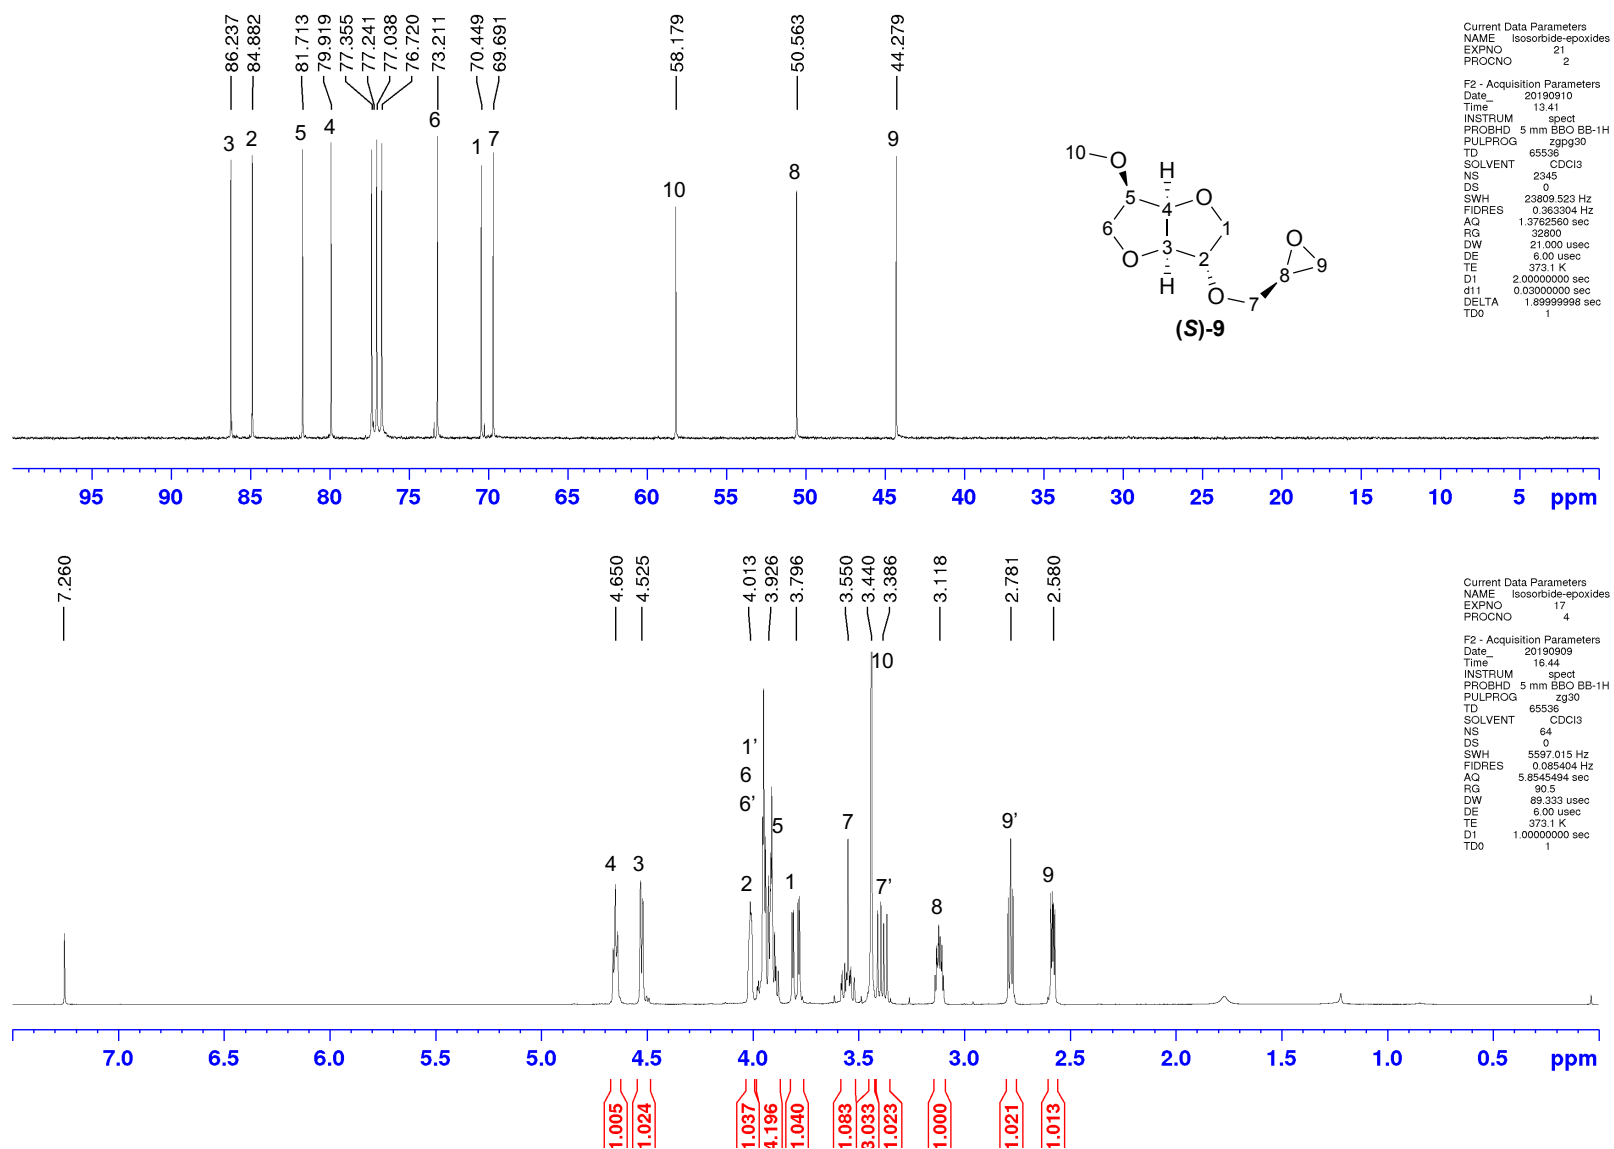 86.237
84.882
81.713
79.919
77.355
77.241
77.038
76.720
73.211
70.449
69.691
58.179
50.563
44.279
3
2
5
4
6
1
7
10
8
9
10
O
H
5
4
O
6
3
1
O
2
H
O
7
8
O
9
(S)-9
Current Data Parameters
NAME Isosorbide-epoxides
EXPNO 21
PROCNO 2
F2 - Acquisition Parameters
Date_ 20190910
Time 13.41
INSTRUM spect
PROBHD 5 mm BBO BB-1H
PULPROG zgpg30
TD 65536
SOLVENT CDCl3
NS 2345
DS 0
SWH 23809.523 Hz
FIDRES 0.363304 Hz
AQ 1.3762560 sec
RG 32800
DW 21.000 usec
DE 6.00 usec
TE 373.1 K
D1 2.00000000 sec
d11 0.03000000 sec
DELTA 1.89999998 sec
TD0 1
95 90 85 80 75 70 65 60 55 50 45 40 35 30 25 20 15 10 5 ppm
7.260
4.650
4.525
4.013
3.926
3.796
3.550
3.440
3.386
3.118
2.781
2.580
4
3
1’
6
6’
2
5
1
7
10
7’
8
9’
9
Current Data Parameters
NAME Isosorbide-epoxides
EXPNO 17
PROCNO 4
F2 - Acquisition Parameters
Date_ 20190909
Time 16.44
INSTRUM spect
PROBHD 5 mm BBO BB-1H
PULPROG zg30
TD 65536
SOLVENT CDCl3
NS 64
DS 0
SWH 5597.015 Hz
FIDRES 0.085404 Hz
AQ 5.8545494 sec
RG 90.5
DW 89.333 usec
DE 6.00 usec
TE 373.1 K
D1 1.00000000 sec
TD0 1
7.0 6.5 6.0 5.5 5.0 4.5 4.0 3.5 3.0 2.5 2.0 1.5 1.0 0.5 ppm
1.005
1.024
1.037
4.196
1.040
1.083
3.033
1.023
1.000
1.021
1.013